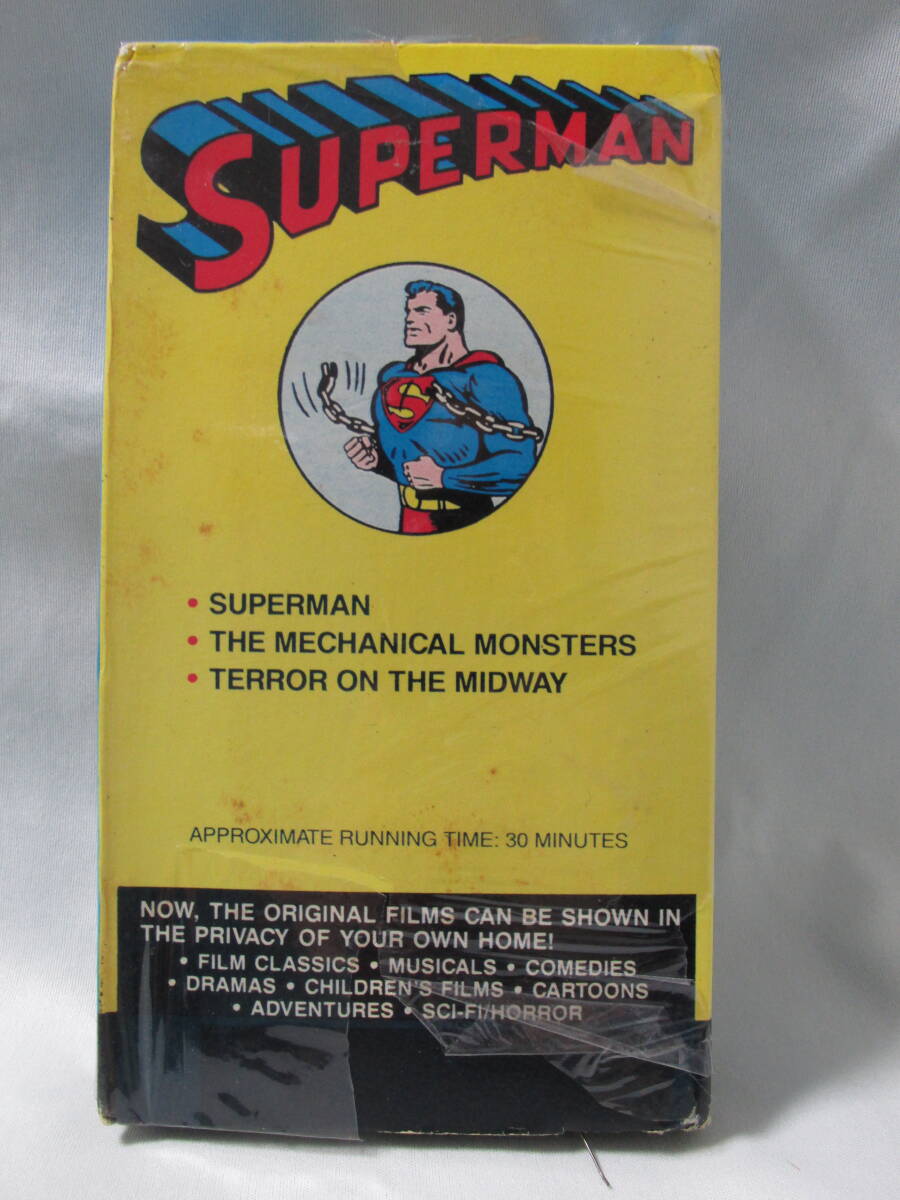 SUPERMAN
S
• SUPERMAN
• THE MECHANICAL MONSTERS
• TERROR ON THE MIDWAY
APPROXIMATE RUNNING TIME: 30 MINUTES
NOW, THE ORIGINAL FILMS CAN BE SHOWN IN
THE PRIVACY OF YOUR OWN HOME!
• FILM CLASSICS • MUSICALS • COMEDIES
• DRAMAS • CHILDREN'S FILMS • CARTOONS
• ADVENTURES • SCI-FI/HORROR